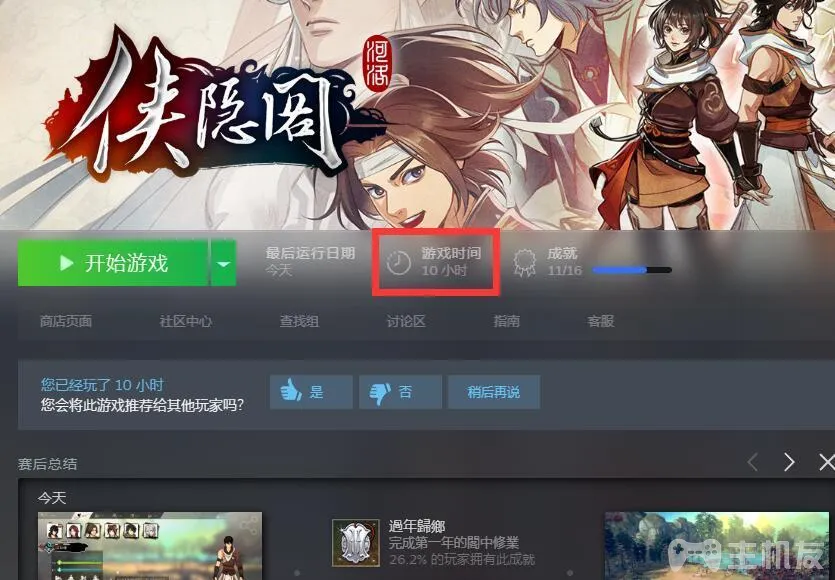 侠隐阁
河洛
开始游戏
最后运行日期
今天
游戏时间
10 小时
成就
11/16
商店页面
社区中心
查找组
讨论区
指南
客服
您已经玩了 10 小时
您会将此游戏推荐给其他玩家吗?
是
否
稍后再说
赛后总结
今天
過年歸鄉
完成第一年的閣中修業
26.2% 的玩家拥有此成就
主机友